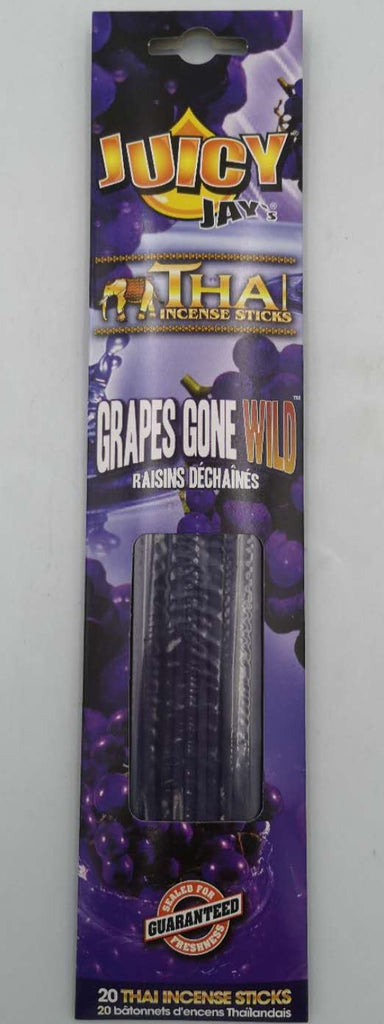 JUICY
JAY'S®
THAI
INCENSE STICKS
GRAPES GONE WILD™
RAISINS DÉCHAÎNÉS
SEALED FOR
GUARANTEED
FRESHNESS
20 THAI INCENSE STICKS
20 bâtonnets d'encens Thaïlandais